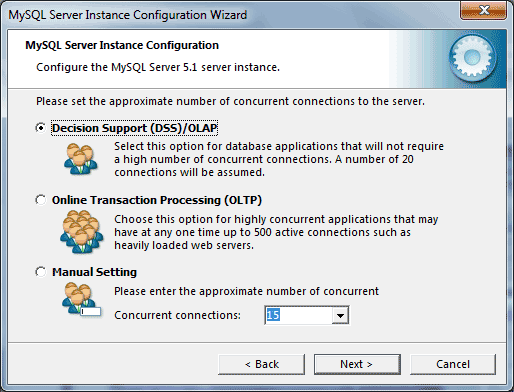 MySQL Server Instance Configuration Wizard
MySQL Server Instance Configuration
Configure the MySQL Server 5.1 server instance.
Please set the approximate number of concurrent connections to the server.
Decision Support (DSS)/OLAP
Select this option for database applications that will not require
a high number of concurrent connections. A number of 20
connections will be assumed.
Online Transaction Processing (OLTP)
Choose this option for highly concurrent applications that may
have at any one time up to 500 active connections such as
heavily loaded web servers.
Manual Setting
Please enter the approximate number of concurrent
Concurrent connections: 15
< Back Next > Cancel